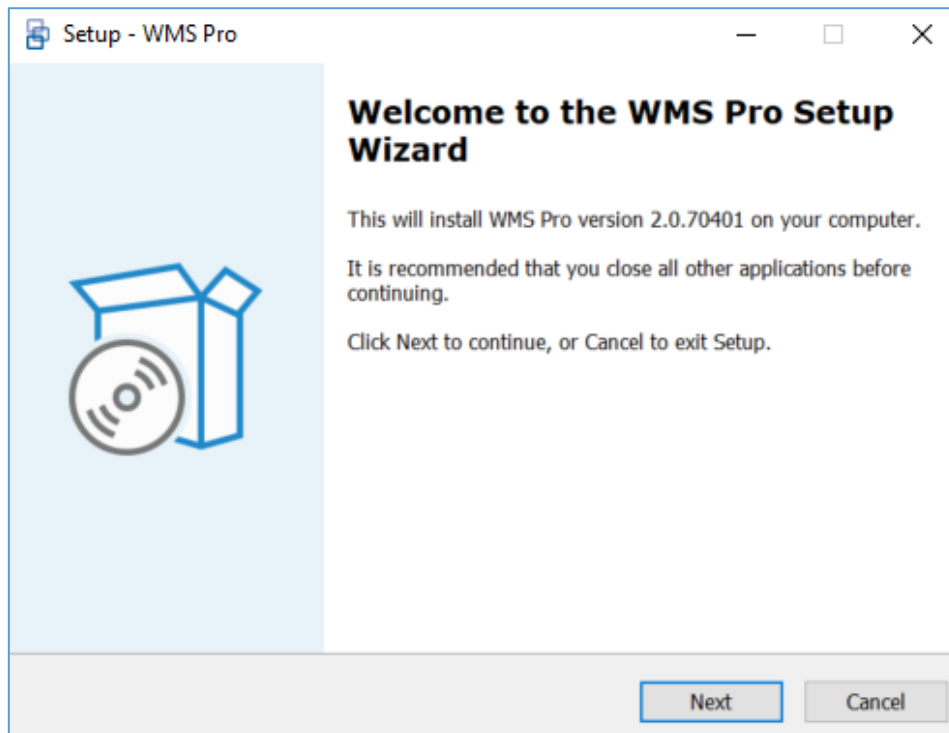 Setup - WMS Pro
Welcome to the WMS Pro Setup
Wizard
This will install WMS Pro version 2.0.70401 on your computer.
It is recommended that you close all other applications before
continuing.
Click Next to continue, or Cancel to exit Setup.
Next
Cancel